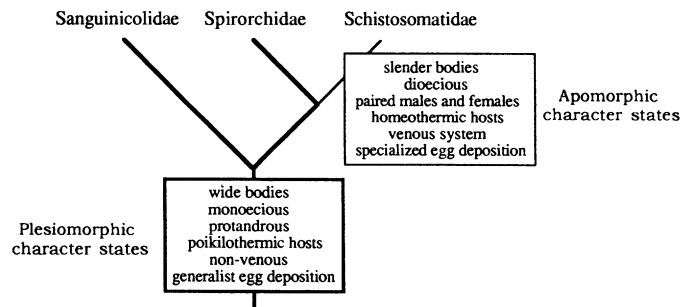 Sanguinicolidae Spirorchidae Schistosomatidae
slender bodies
dioecious
paired males and females
homeothermic hosts
venous system
specialized egg deposition
Apomorphic
character states
wide bodies
monoecious
protandrous
poikilothermic hosts
non-venous
generalist egg deposition
Plesiomorphic
character states